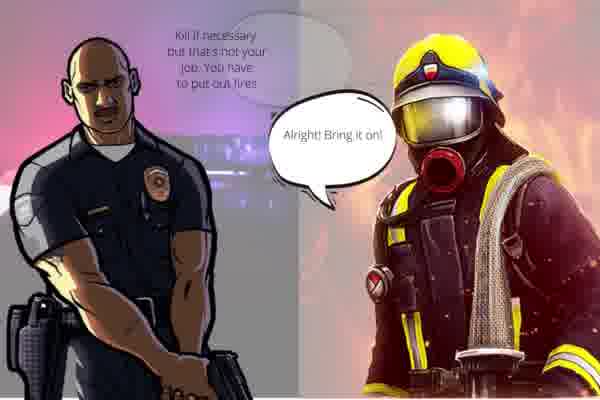 Kill if necessary
but that's not your
job. You have
to put out fires
Alright! Bring it on!